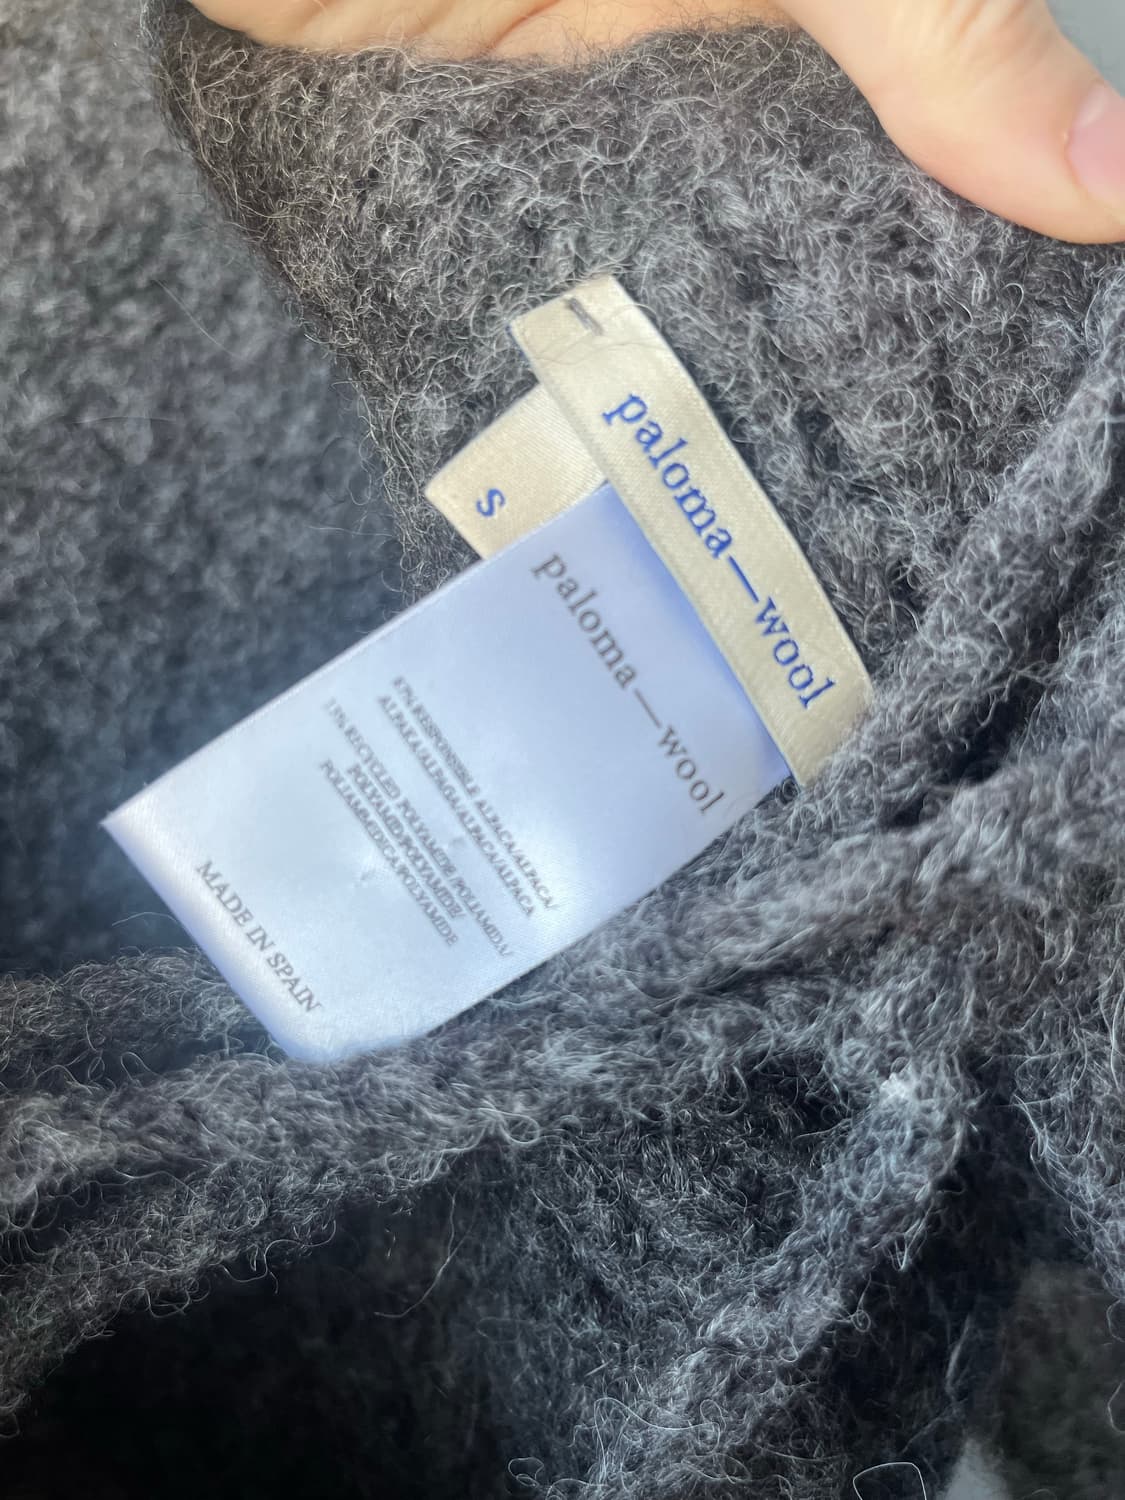 paloma—wool
S
paloma—wool
87% RESPONSIBLE ALPACA/ALPACA/
ALPAKA/ALPAGA/ALPACA/ALPACA
13% RECYCLED POLYAMIDE/POLIAMIDA/
POLYAMID/POLYAMIDE/
POLIAMMIDICA/POLYAMIDE
MADE IN SPAIN